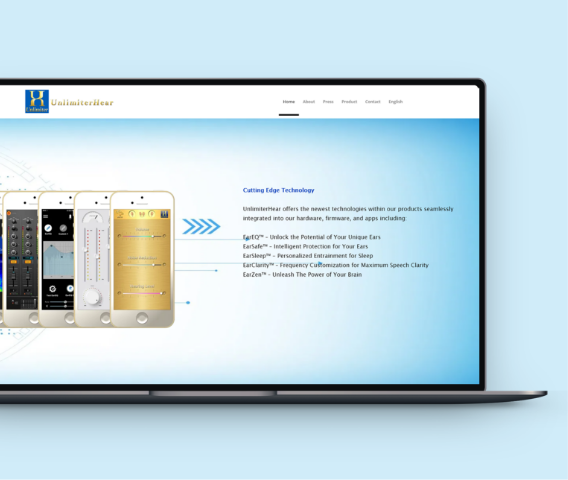 Unlimiter
UnlimiterHear
Home About Press Product Contact English
Cutting Edge Technology
UnlimiterHear offers the newest technologies within our products seamlessly
integrated into our hardware, firmware, and apps including:
EarEQ™ - Unlock the Potential of Your Unique Ears
EarSafe™ - Intelligent Protection for Your Ears
EarSleep™ - Personalized Entrainment for Sleep
EarClarity™ - Frequency Customization for Maximum Speech Clarity
EarZen™ - Unleash The Power of Your Brain